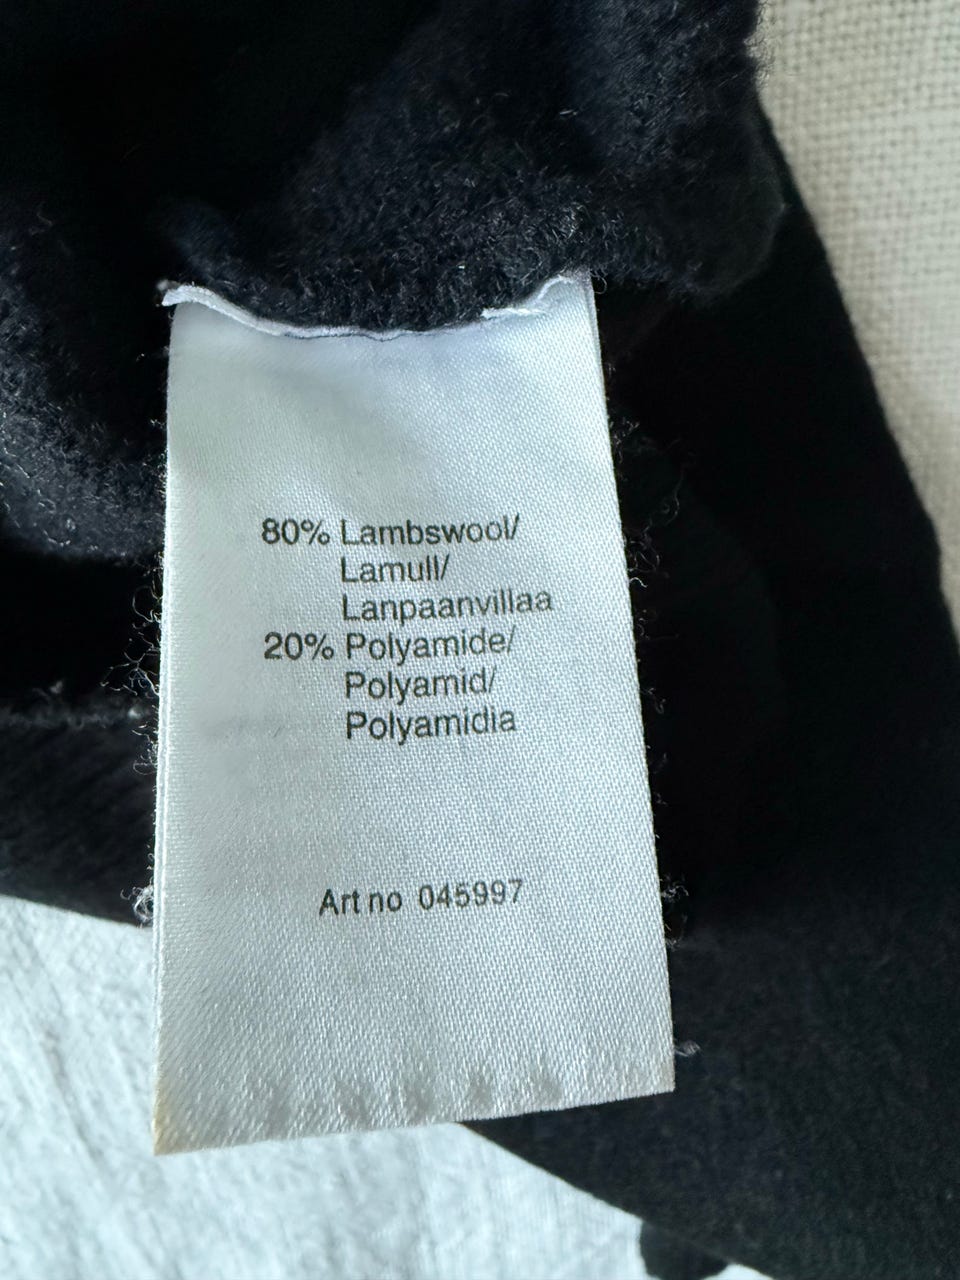 80% Lambswool/
Lamull/
Lanpaanvillaa
20% Polyamide/
Polyamid/
Polyamidia
Art no 045997